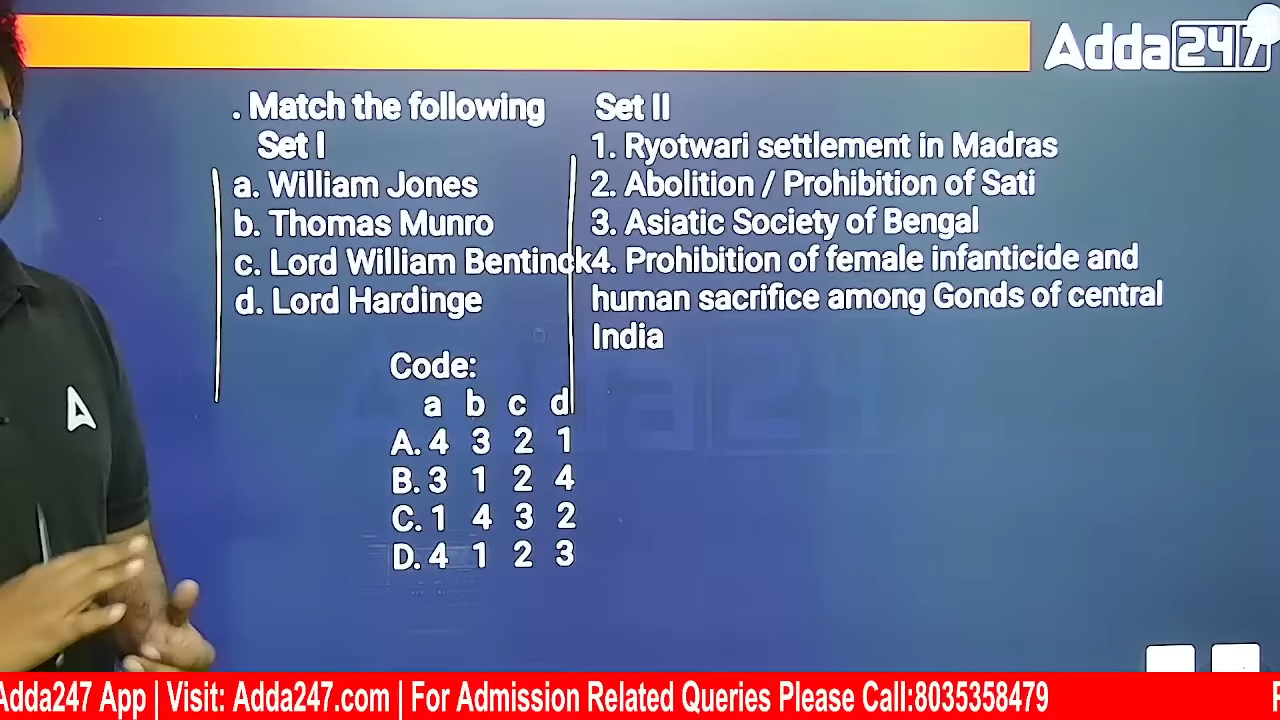 Adda247
. Match the following Set II
Set I 1. Ryotwari settlement in Madras
a. William Jones 2. Abolition / Prohibition of Sati
b. Thomas Munro 3. Asiatic Society of Bengal
c. Lord William Bentinck 4. Prohibition of female infanticide and
d. Lord Hardinge human sacrifice among Gonds of central
India
Code:
a b c d
A. 4 3 2 1
B. 3 1 2 4
C. 1 4 3 2
D. 4 1 2 3
Adda247
Adda247 App | Visit: Adda247.com | For Admission Related Queries Please Call:8035358479